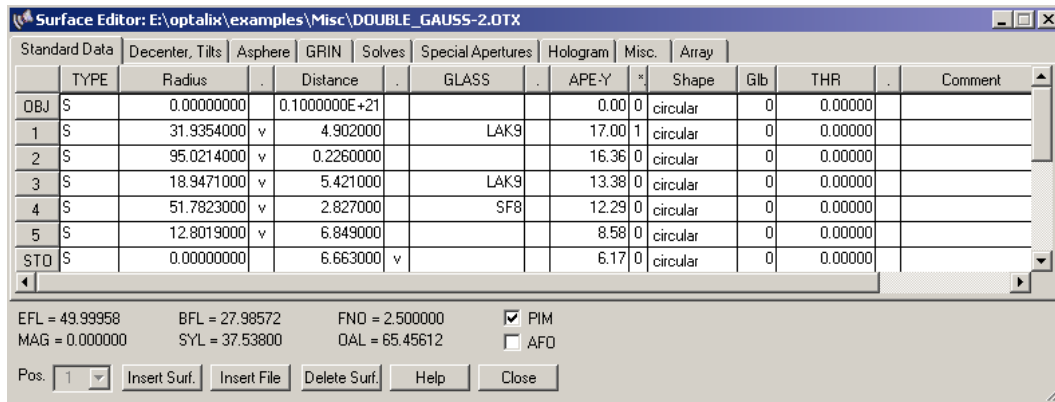 Surface Editor: E:\optalix\examples\Misc\DOUBLE_GAUSS-2.OTX
Standard Data Decenter, Tilts Asphere GRIN Solves Special Apertures Hologram Misc. Array
TYPE Radius . Distance . GLASS . APE-Y * Shape Glb THR . Comment
OBJ S 0.00000000 0.1000000E+21 0.00 0 circular 0 0.00000
1 S 31.9354000 v 4.902000 LAK9 17.00 1 circular 0 0.00000
2 S 95.0214000 v 0.2260000 16.36 0 circular 0 0.00000
3 S 18.9471000 v 5.421000 LAK9 13.38 0 circular 0 0.00000
4 S 51.7823000 v 2.827000 SF8 12.29 0 circular 0 0.00000
5 S 12.8019000 v 6.849000 8.58 0 circular 0 0.00000
STO S 0.00000000 6.663000 v 6.17 0 circular 0 0.00000
EFL = 49.99958 BFL = 27.98572 FNO = 2.500000 PIM
MAG = 0.000000 SYL = 37.53800 OAL = 65.45612 AFO
Pos. 1 Insert Surf. Insert File Delete Surf. Help Close